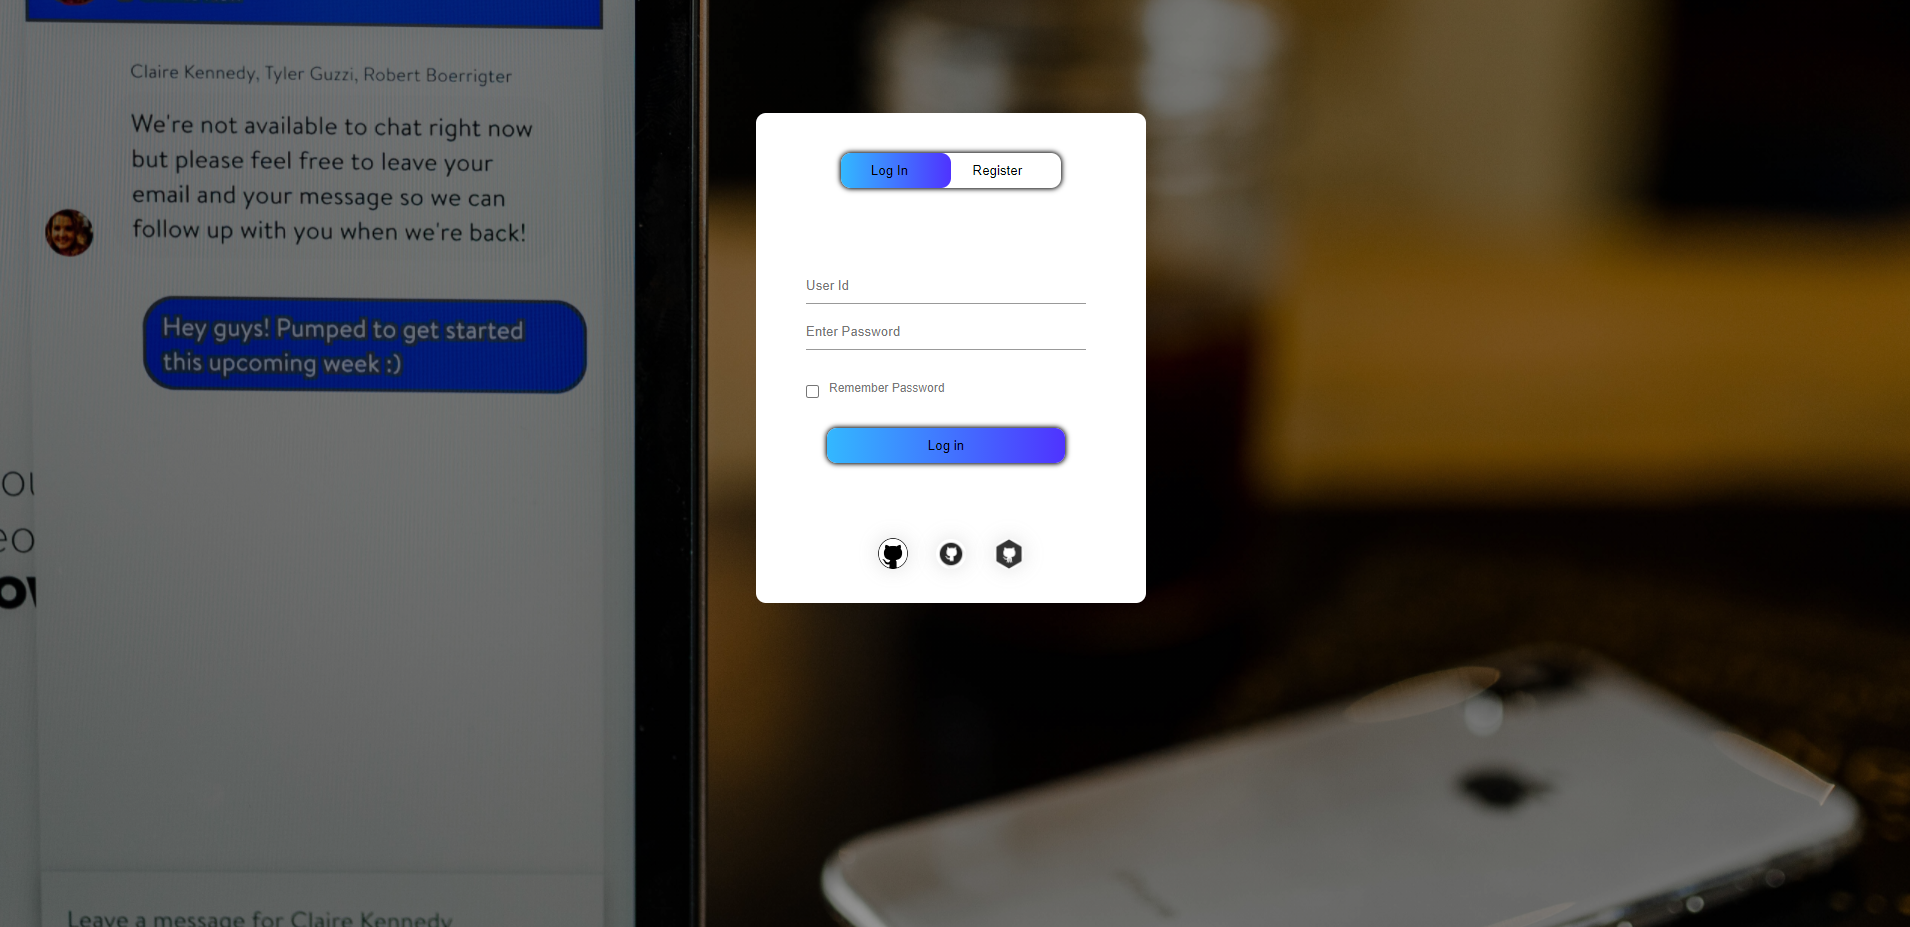 Claire Kennedy, Tyler Guzzi, Robert Boerrigter
We're not available to chat right now
but please feel free to leave your
email and your message so we can
follow up with you when we're back!
Hey guys! Pumped to get started
this upcoming week :)
Leave a message for Claire Kennedy
Log In
Register
User Id
Enter Password
Remember Password
Log in